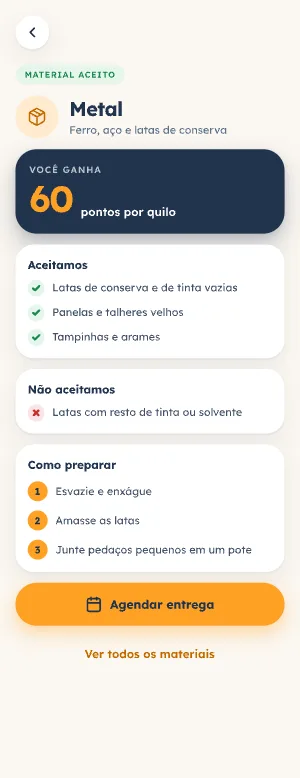 MATERIAL ACEITO
Metal
Ferro, aço e latas de conserva
VOCÊ GANHA
60 pontos por quilo
Aceitamos
Latas de conserva e de tinta vazias
Panelas e talheres velhos
Tampinhas e arames
Não aceitamos
Latas com resto de tinta ou solvente
Como preparar
1 Esvazie e enxágue
2 Amasse as latas
3 Junte pedaços pequenos em um pote
Agendar entrega
Ver todos os materiais